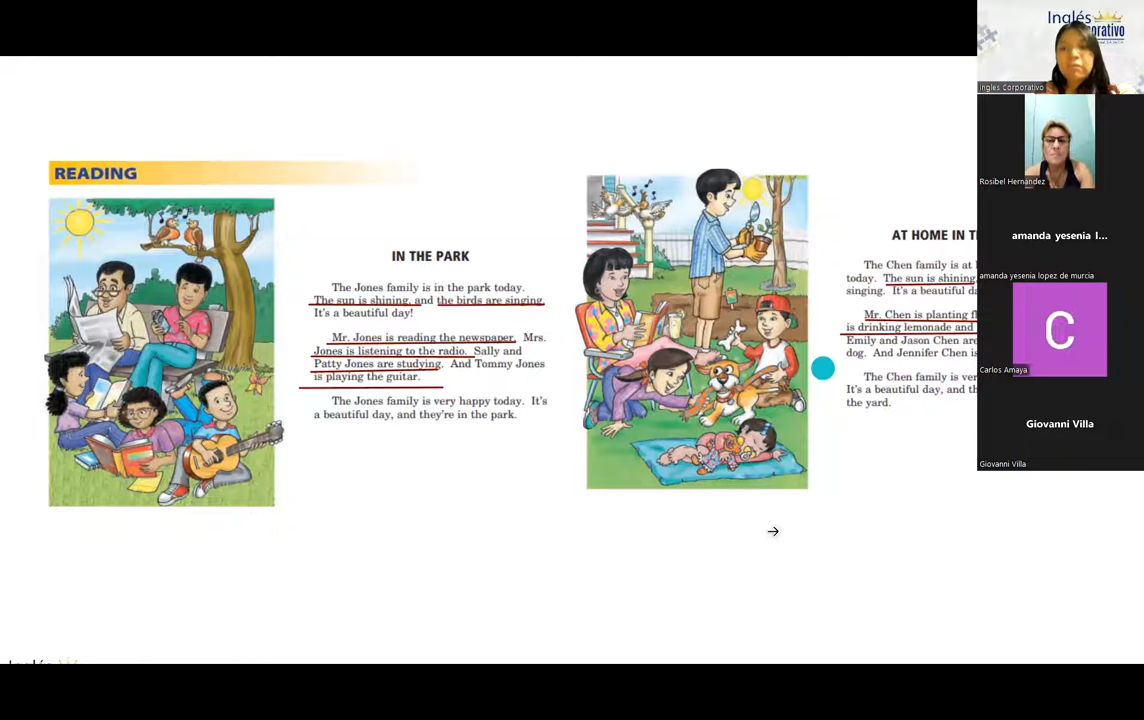 READING
IN THE PARK
The Jones family is in the park today.
The sun is shining, and the birds are singing.
It's a beautiful day!
Mr. Jones is reading the newspaper. Mrs.
Jones is listening to the radio. Sally and
Patty Jones are studying. And Tommy Jones
is playing the guitar.
The Jones family is very happy today. It's
a beautiful day, and they're in the park.
AT HOME IN
The Chen family is at
today. The sun is shining,
singing. It's a beautiful
Mr. Chen is planting
is drinking lemonade and
Emily and Jason Chen are
dog. And Jennifer Chen is
The Chen family is
It's a beautiful day, and
the yard.
Inglés
Ingles Corporativo
Rosibel Hernandez
amanda yesenia l...
amanda yesenia lopez de murcia
C
Carlos Amaya
Giovanni Villa
Giovanni Villa